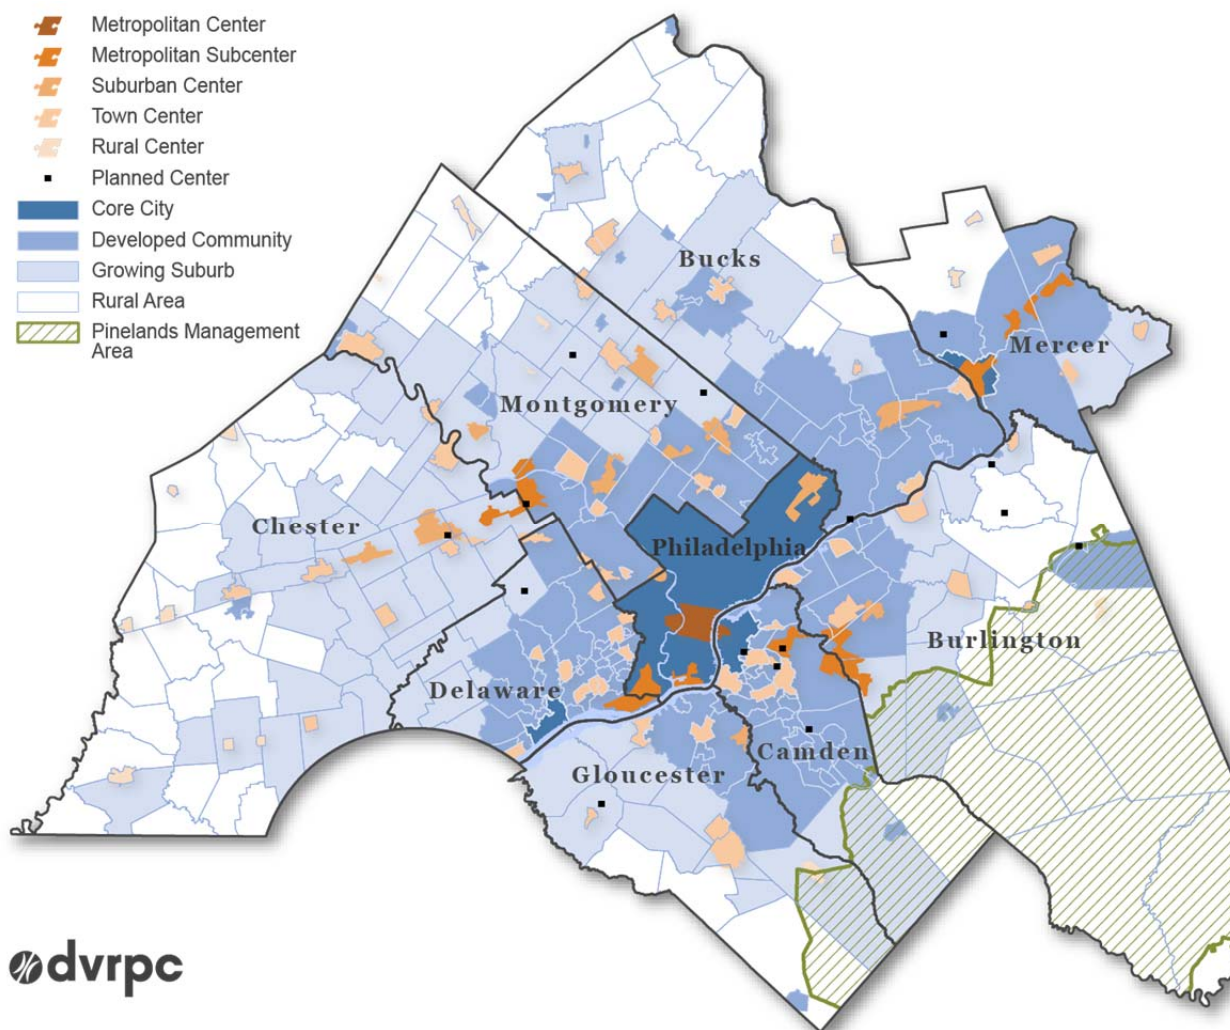 Metropolitan Center
Metropolitan Subcenter
Suburban Center
Town Center
Rural Center
Planned Center
Core City
Developed Community
Growing Suburb
Rural Area
Pinelands Management
Area
Bucks
Mercer
Montgomery
Chester
Philadelphia
Burlington
Delaware
Camden
Gloucester
dvrpc